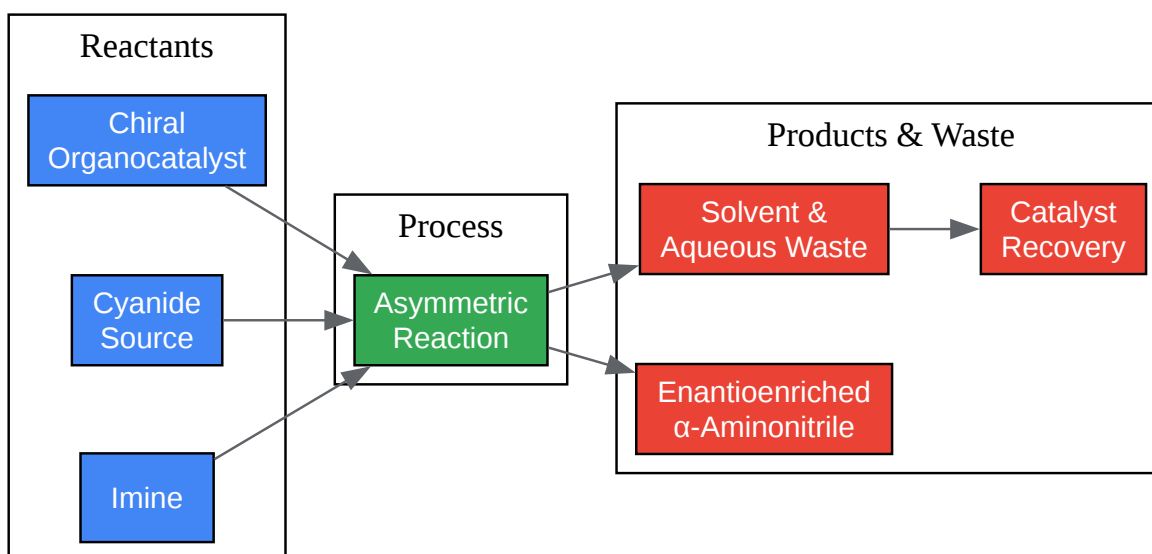 Reactants
Chiral
Organocatalyst
Cyanide
Source
Imine
Process
Asymmetric
Reaction
Products & Waste
Solvent &
Aqueous Waste
Catalyst
Recovery
Enantioenriched
α-Aminonitrile